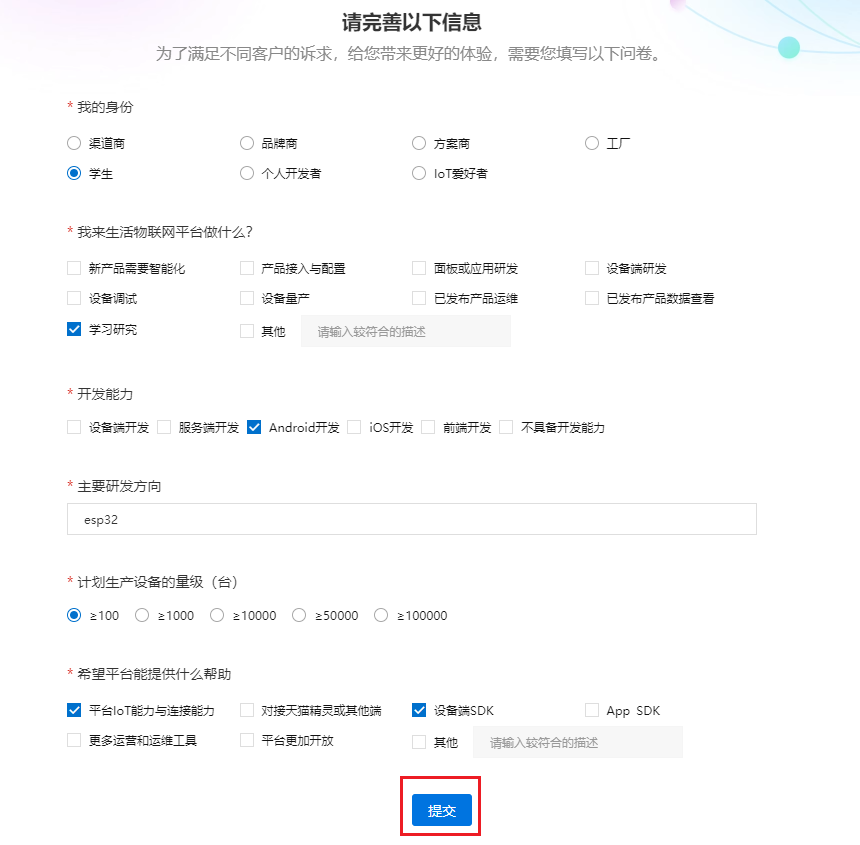 请完善以下信息
为了满足不同客户的诉求，给您带来更好的体验，需要您填写以下问卷。
* 我的身份
渠道商 品牌商 方案商 工厂
学生 个人开发者 IoT爱好者
* 我来生活物联网平台做什么？
新产品需要智能化 产品接入与配置 面板或应用研发 设备端研发
设备调试 设备量产 已发布产品运维 已发布产品数据查看
学习研究 其他 请输入较符合的描述
* 开发能力
设备端开发 服务端开发 Android开发 iOS开发 前端开发 不具备开发能力
* 主要研发方向
esp32
* 计划生产设备的量级（台）
≥100 ≥1000 ≥10000 ≥50000 ≥100000
* 希望平台能提供什么帮助
平台IoT能力与连接能力 对接天猫精灵或其他端 设备端SDK App SDK
更多运营和运维工具 平台更加开放 其他 请输入较符合的描述
提交